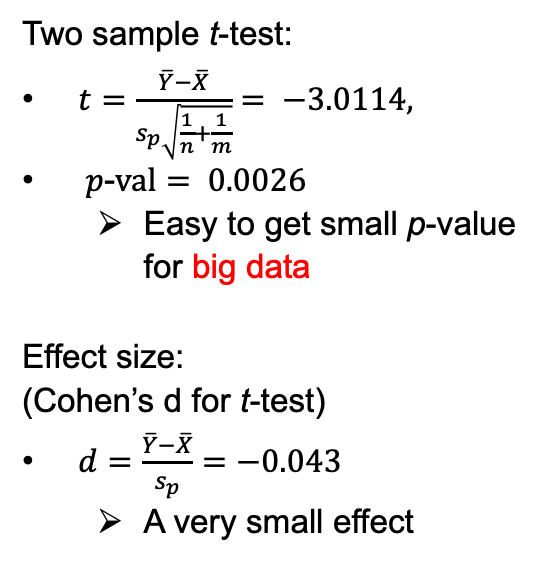 Two sample t-test:
• t = (Ȳ−X̄)/(s_p√(1/n+1/m)) = −3.0114,
• p-val = 0.0026
➢ Easy to get small p-value
for big data
Effect size:
(Cohen’s d for t-test)
• d = (Ȳ−X̄)/s_p = −0.043
➢ A very small effect